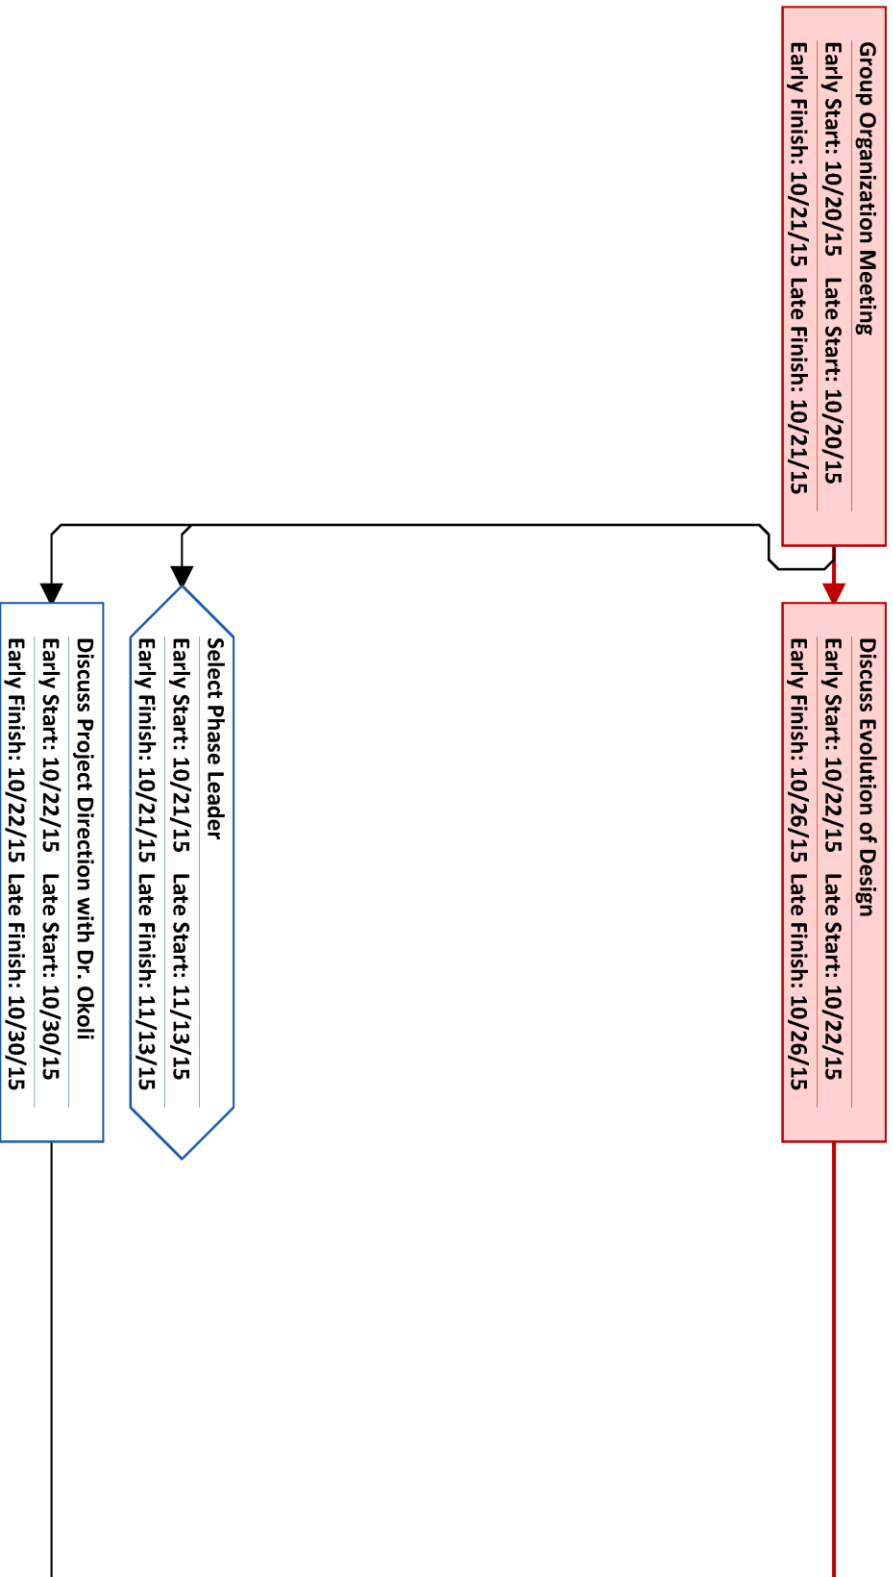 Group Organization Meeting
Early Start: 10/20/15 Late Start: 10/20/15
Early Finish: 10/21/15 Late Finish: 10/21/15
Discuss Evolution of Design
Early Start: 10/22/15 Late Start: 10/22/15
Early Finish: 10/26/15 Late Finish: 10/26/15
Select Phase Leader
Early Start: 10/21/15 Late Start: 11/13/15
Early Finish: 10/21/15 Late Finish: 11/13/15
Discuss Project Direction with Dr. Okoli
Early Start: 10/22/15 Late Start: 10/30/15
Early Finish: 10/22/15 Late Finish: 10/30/15